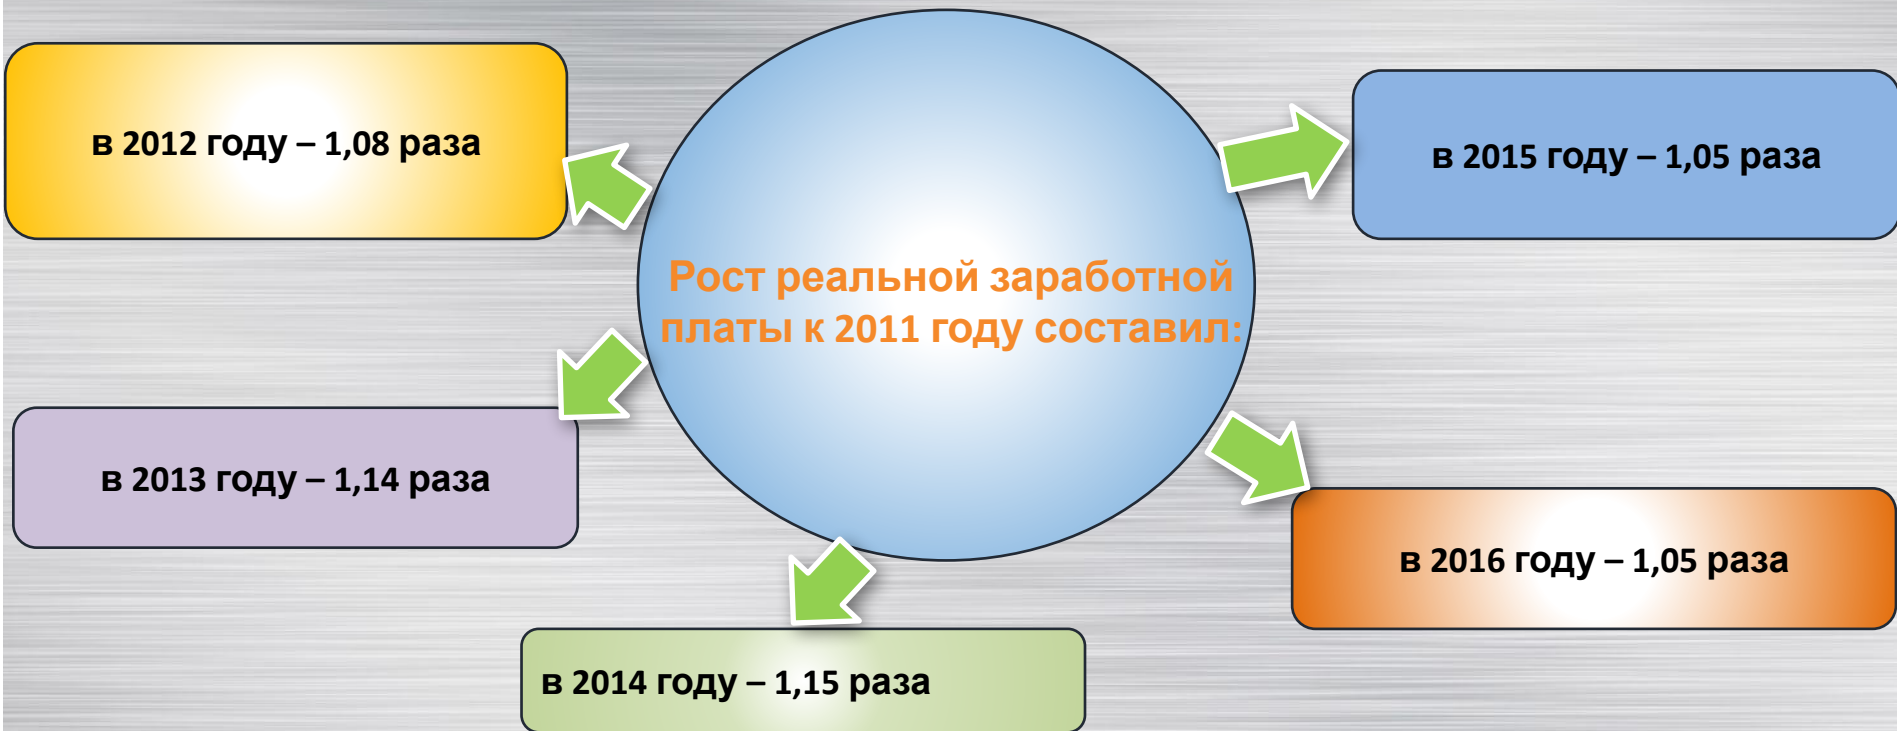 Рост реальной заработной
платы к 2011 году составил:
в 2012 году – 1,08 раза
в 2013 году – 1,14 раза
в 2014 году – 1,15 раза
в 2015 году – 1,05 раза
в 2016 году – 1,05 раза